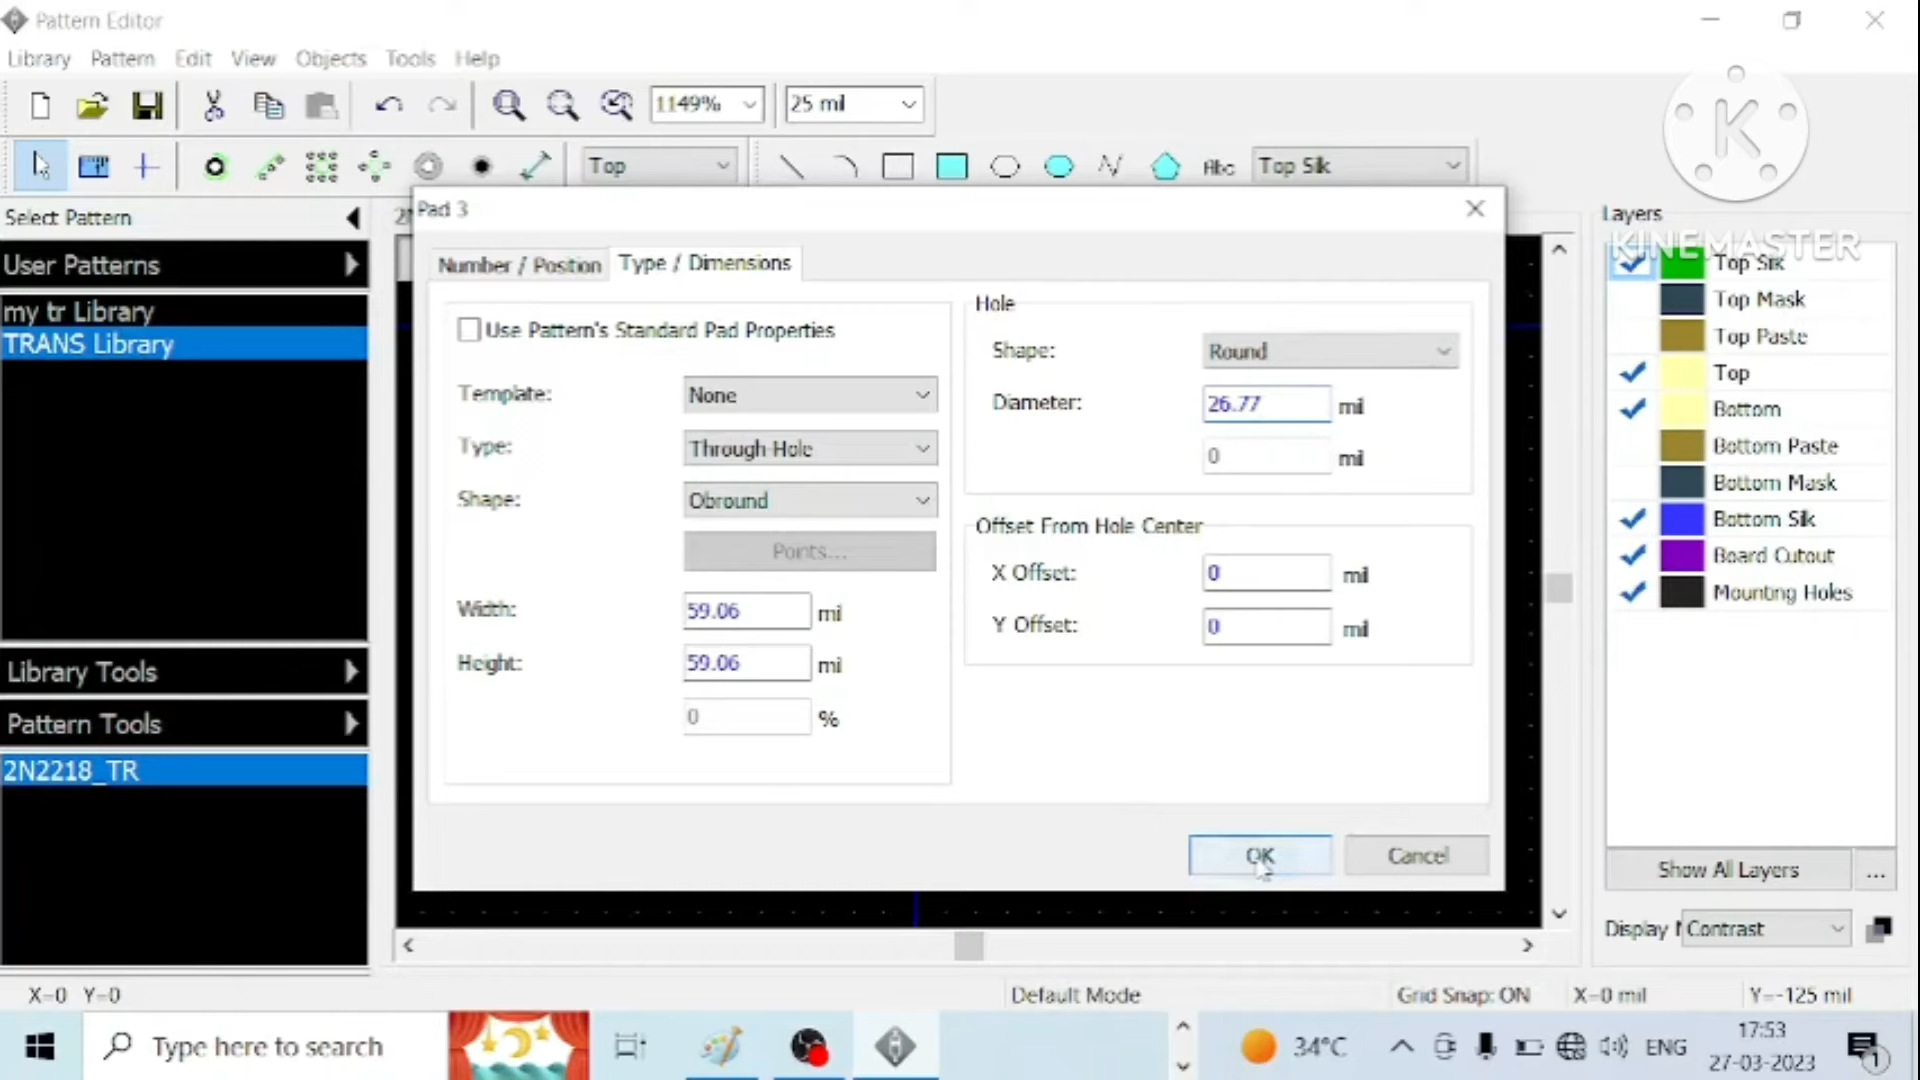 Pattern Editor
Library Pattern Edit View Objects Tools Help
1149% 25 mil
Top Abc Top Silk
K
KINEMASTER
Select Pattern
User Patterns
my tr Library
TRANS Library
Library Tools
Pattern Tools
2N2218_TR
Pad 3
Number / Position Type / Dimensions
Use Pattern's Standard Pad Properties
Template: None
Type: Through-Hole
Shape: Obround
Points...
Width: 59.06 mil
Height: 59.06 mil
0 %
Hole
Shape: Round
Diameter: 26.77 mil
0 mil
Offset From Hole Center
X Offset: 0 mil
Y Offset: 0 mil
OK Cancel
Layers
Top Silk
Top Mask
Top Paste
Top
Bottom
Bottom Paste
Bottom Mask
Bottom Silk
Board Cutout
Mounting Holes
Show All Layers ...
Display Contrast
X=0 Y=0 Default Mode Grid Snap: ON X=0 mil Y=-125 mil
Type here to search 34°C ENG 17:53
27-03-2023 1